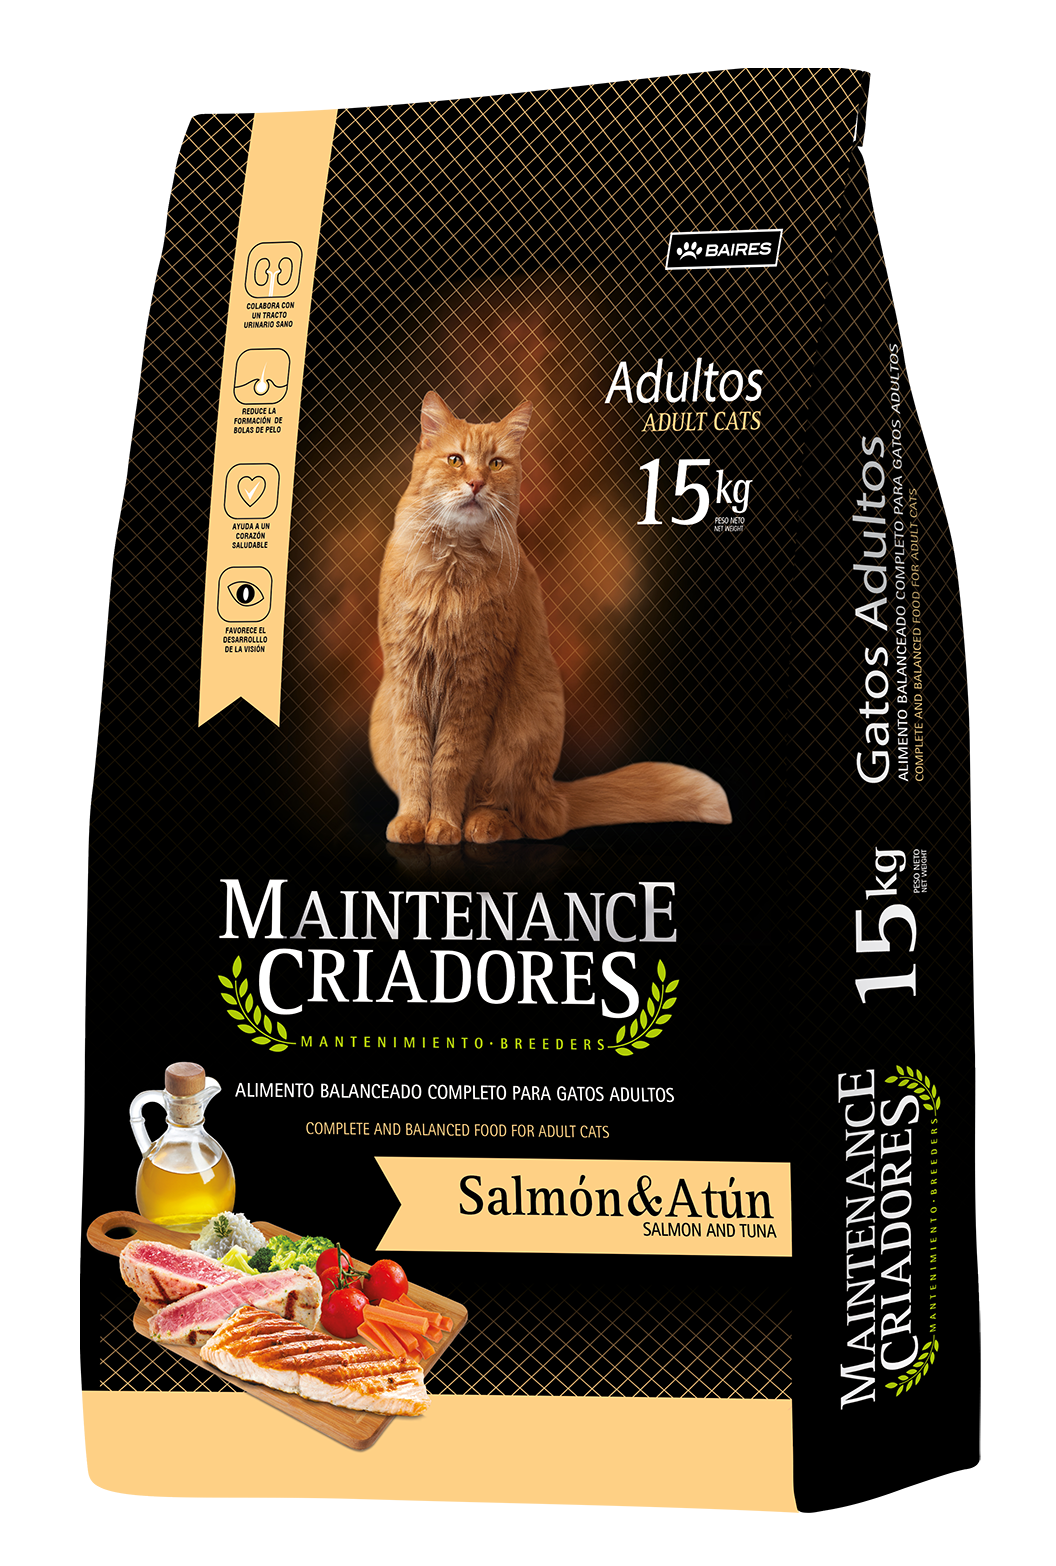 COLABORA CON
UN TRACTO
URINARIO SANO
REDUCE LA
FORMACIÓN DE
BOLAS DE PELO
AYUDA A UN
CORAZÓN
SALUDABLE
FAVORECE EL
DESARROLLLO
DE LA VISIÓN
BAIRES
Adultos
ADULT CATS
15kg
PESO NETO
NET WEIGHT
MAINTENANCE
CRIADORES
MANTENIMIENTO·BREEDERS
ALIMENTO BALANCEADO COMPLETO PARA GATOS ADULTOS
COMPLETE AND BALANCED FOOD FOR ADULT CATS
Salmón&Atún
SALMON AND TUNA
Gatos Adultos
ALIMENTO BALANCEADO COMPLETO PARA GATOS ADULTOS
COMPLETE AND BALANCED FOOD FOR ADULT CATS
15kg
PESO NETO
NET WEIGHT
MAINTENANCE
CRIADORES
MANTENIMIENTO·BREEDERS